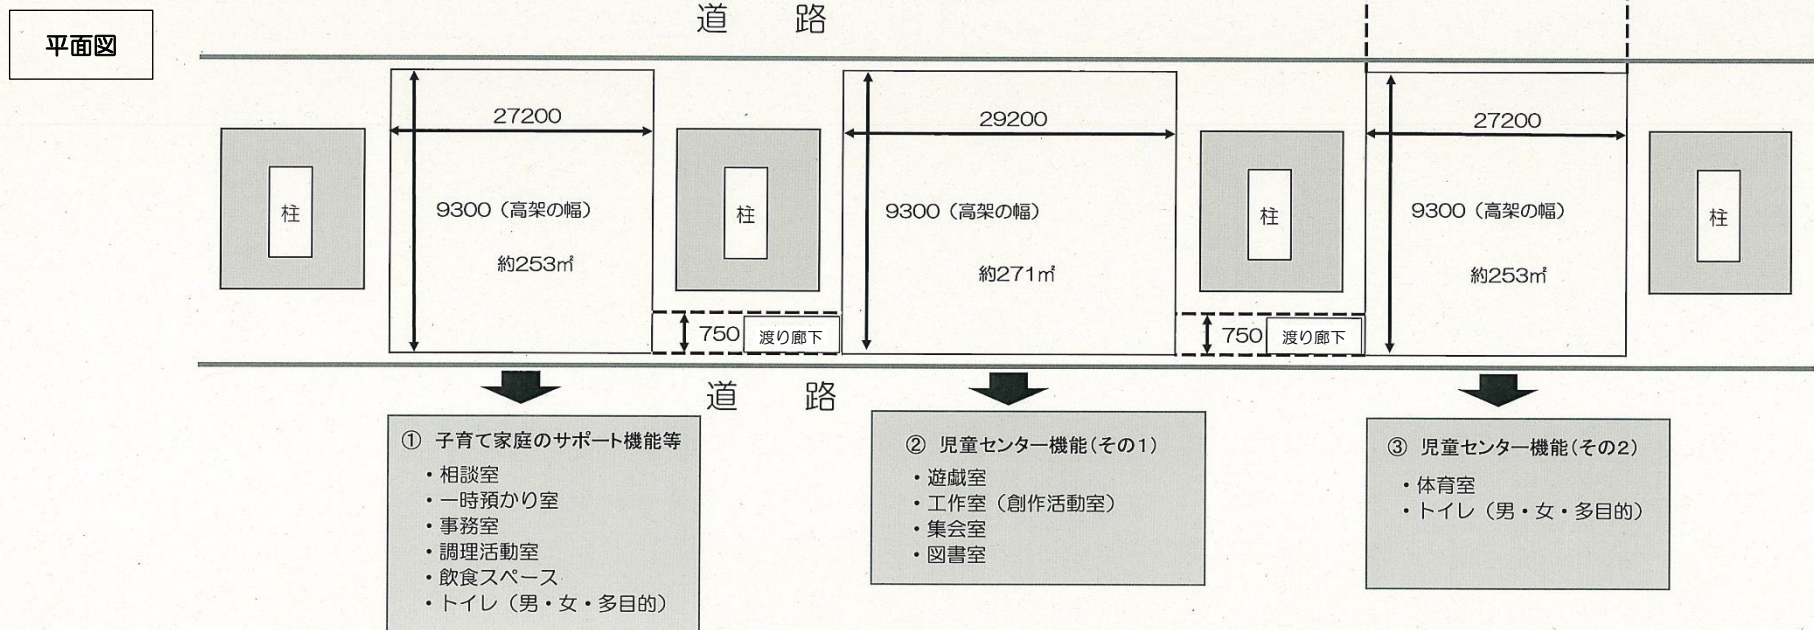 平面図
道　路
27200
9300（高架の幅）
約253㎡
29200
9300（高架の幅）
約271㎡
27200
9300（高架の幅）
約253㎡
柱
柱
柱
柱
750
渡り廊下
750
渡り廊下
道　路
① 子育て家庭のサポート機能等
・相談室
・一時預かり室
・事務室
・調理活動室
・飲食スペース
・トイレ（男・女・多目的）
② 児童センター機能（その1）
・遊戯室
・工作室（創作活動室）
・集会室
・図書室
③ 児童センター機能（その2）
・体育室
・トイレ（男・女・多目的）